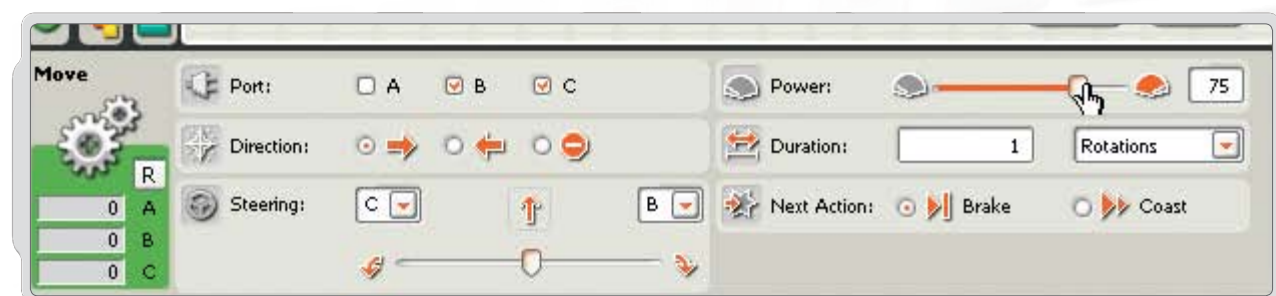 Move
Port: A B C
Power: 75
Direction:
Duration: 1 Rotations
R
0 A
Steering: C B
Next Action: Brake Coast
0 B
0 C